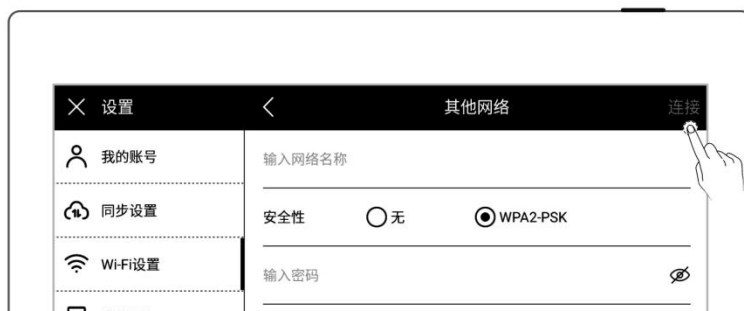 设置
其他网络
连接
我的账号
输入网络名称
同步设置
安全性
无
WPA2-PSK
Wi-Fi设置
输入密码